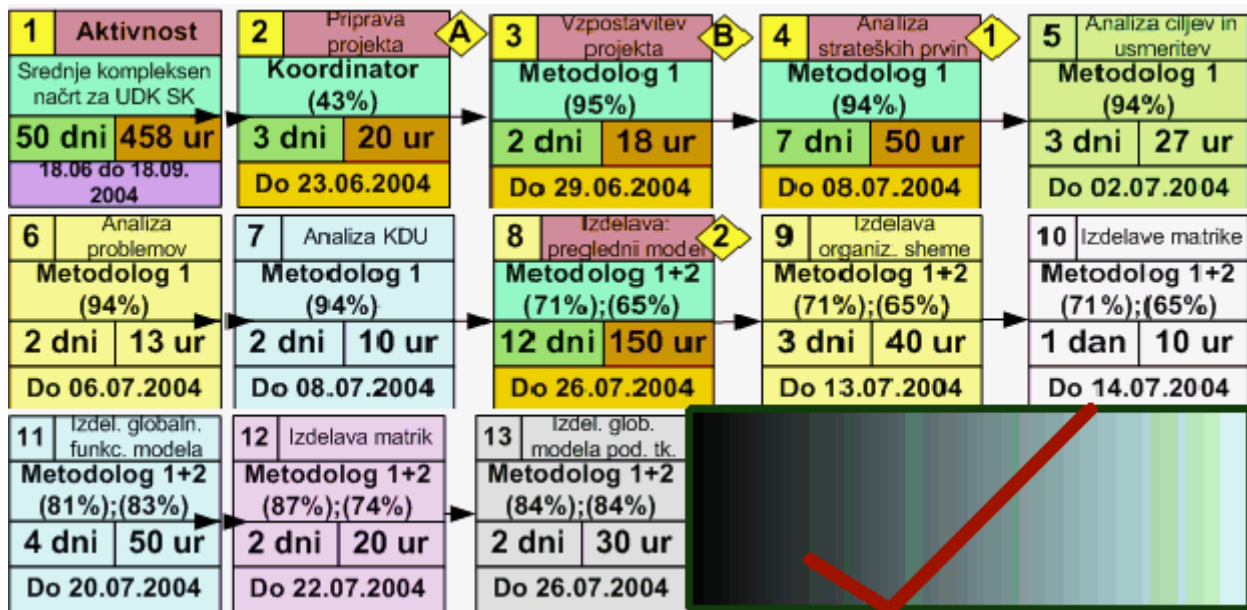 1 Aktivnost
Srednje kompleksen
načrt za UDK SK
50 dni 458 ur
18.06 do 18.09.
2004
2 Priprava
projekta
A
Koordinator
(43%)
3 dni 20 ur
Do 23.06.2004
3 Vzpostavitev
projekta
B
Metodolog 1
(95%)
2 dni 18 ur
Do 29.06.2004
4 Analiza
strateških prvin
1
Metodolog 1
(94%)
7 dni 50 ur
Do 08.07.2004
5 Analiza ciljev in
usmeritev
Metodolog 1
(94%)
3 dni 27 ur
Do 02.07.2004
6 Analiza
problemov
Metodolog 1
(94%)
2 dni 13 ur
Do 06.07.2004
7 Analiza KDU
Metodolog 1
(94%)
2 dni 10 ur
Do 08.07.2004
8 Izdelava:
pregledni model
2
Metodolog 1+2
(71%);(65%)
12 dni 150 ur
Do 26.07.2004
9 Izdelava
organiz. sheme
Metodolog 1+2
(71%);(65%)
3 dni 40 ur
Do 13.07.2004
10 Izdelave matrike
Metodolog 1+2
(71%);(65%)
1 dan 10 ur
Do 14.07.2004
11 Izdel. globaln.
funkc. modela
Metodolog 1+2
(81%);(83%)
4 dni 50 ur
Do 20.07.2004
12 Izdelava matrik
Metodolog 1+2
(87%);(74%)
2 dni 20 ur
Do 22.07.2004
13 Izdel. glob.
modela pod. tk.
Metodolog 1+2
(84%);(84%)
2 dni 30 ur
Do 26.07.2004